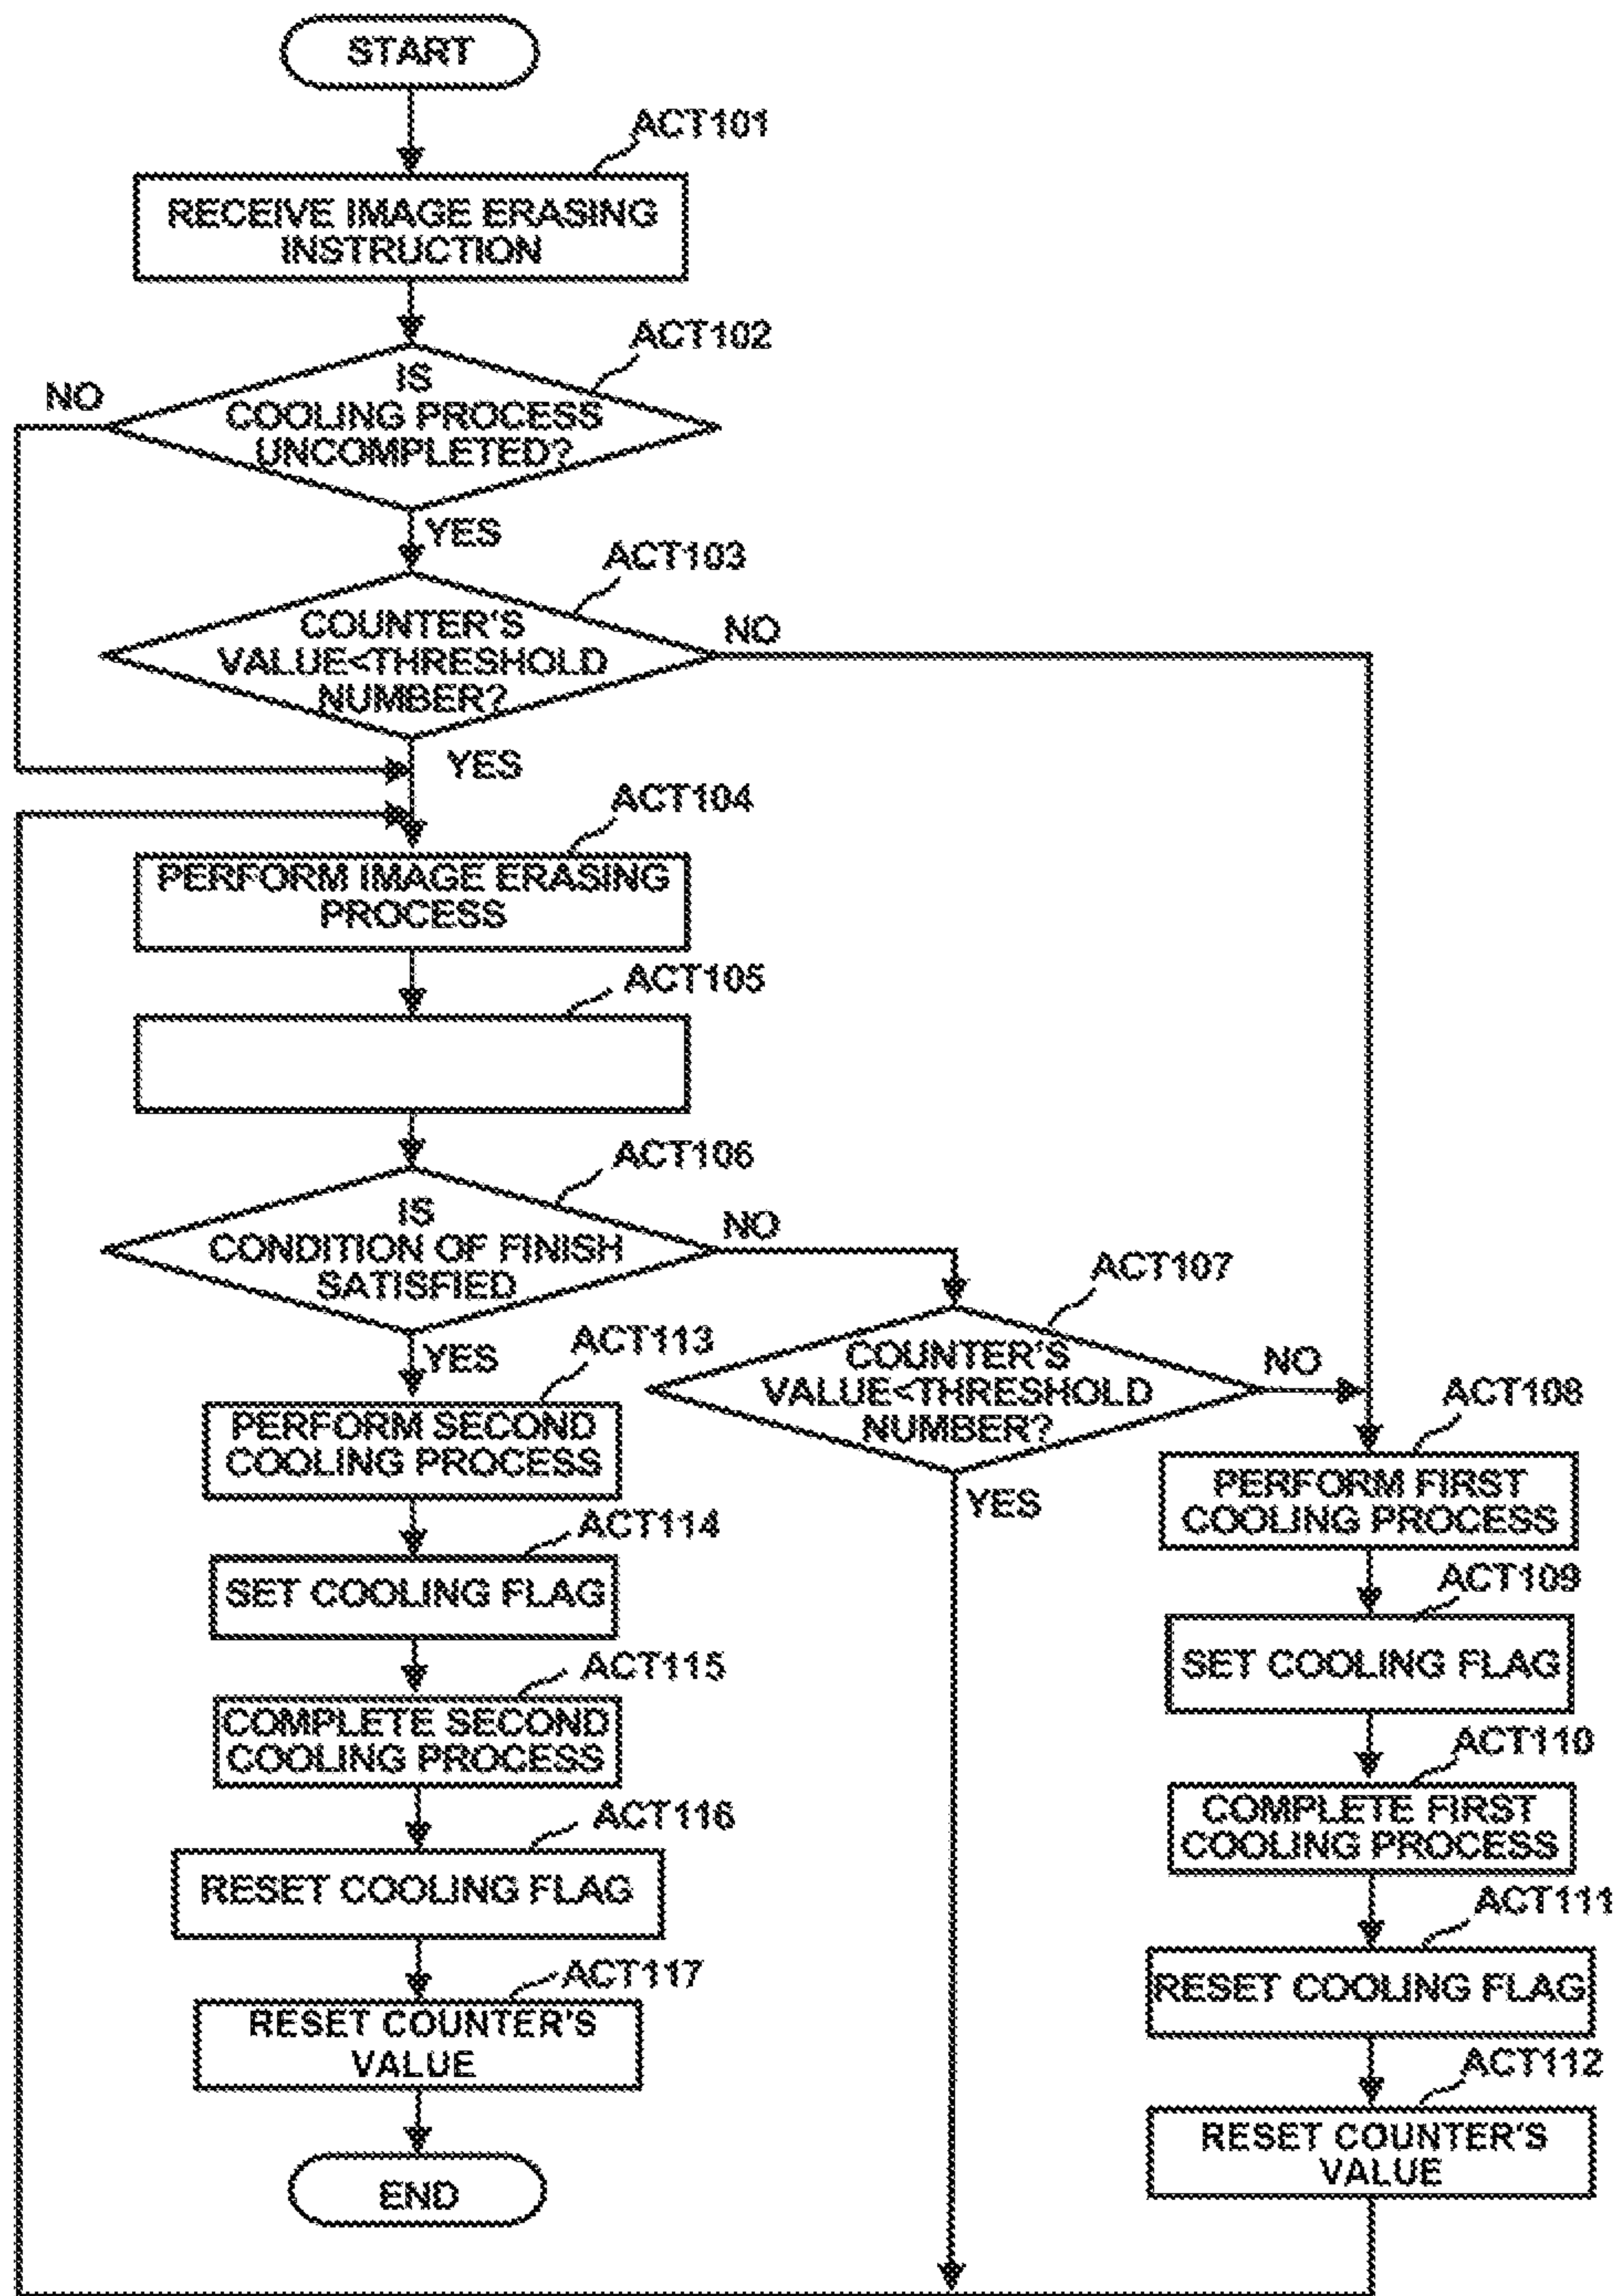 START
ACT101
RECEIVE IMAGE ERASING
INSTRUCTION
ACT102
IS
COOLING PROCESS
UNCOMPLETED?
NO
YES
ACT103
COUNTER'S
VALUE<THRESHOLD
NUMBER?
NO
YES
ACT104
PERFORM IMAGE ERASING
PROCESS
ACT105
ACT106
IS
CONDITION OF FINISH
SATISFIED
NO
YES
ACT107
COUNTER'S
VALUE<THRESHOLD
NUMBER?
NO
YES
ACT108
PERFORM FIRST
COOLING PROCESS
ACT109
SET COOLING FLAG
ACT110
COMPLETE FIRST
COOLING PROCESS
ACT111
RESET COOLING FLAG
ACT112
RESET COUNTER'S
VALUE
ACT113
PERFORM SECOND
COOLING PROCESS
ACT114
SET COOLING FLAG
ACT115
COMPLETE SECOND
COOLING PROCESS
ACT116
RESET COOLING FLAG
ACT117
RESET COUNTER'S
VALUE
END